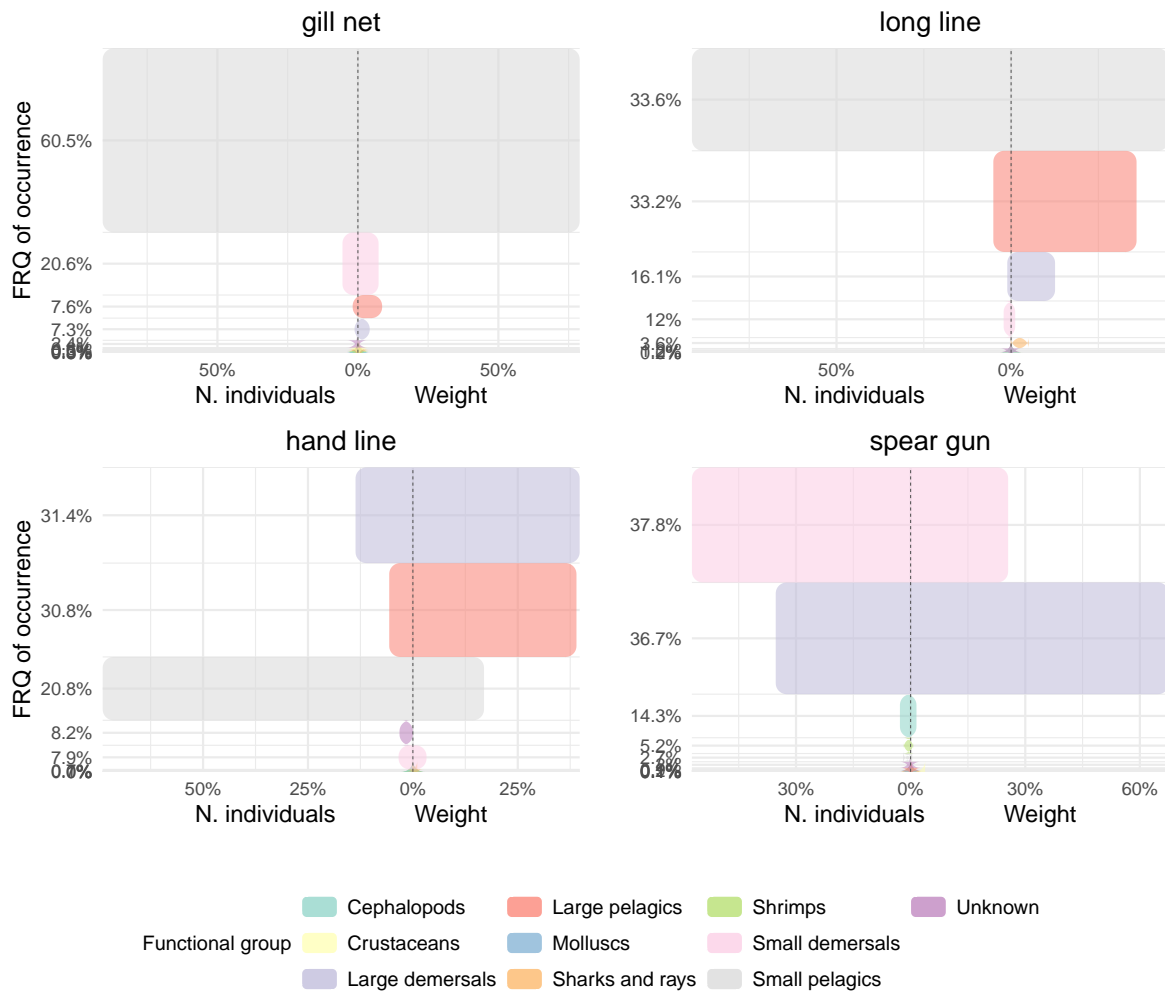 gill net
long line
FRQ of occurrence
60.5%
20.6%
7.6%
7.3%
50%
0%
50%
N. individuals
Weight
33.6%
33.2%
16.1%
12%
3.6%
50%
0%
N. individuals
Weight
hand line
spear gun
FRQ of occurrence
31.4%
30.8%
20.8%
8.2%
7.9%
50%
25%
0%
25%
N. individuals
Weight
37.8%
36.7%
14.3%
5.2%
30%
0%
30%
60%
N. individuals
Weight
Functional group
Cephalopods
Crustaceans
Large demersals
Large pelagics
Molluscs
Sharks and rays
Shrimps
Small demersals
Small pelagics
Unknown